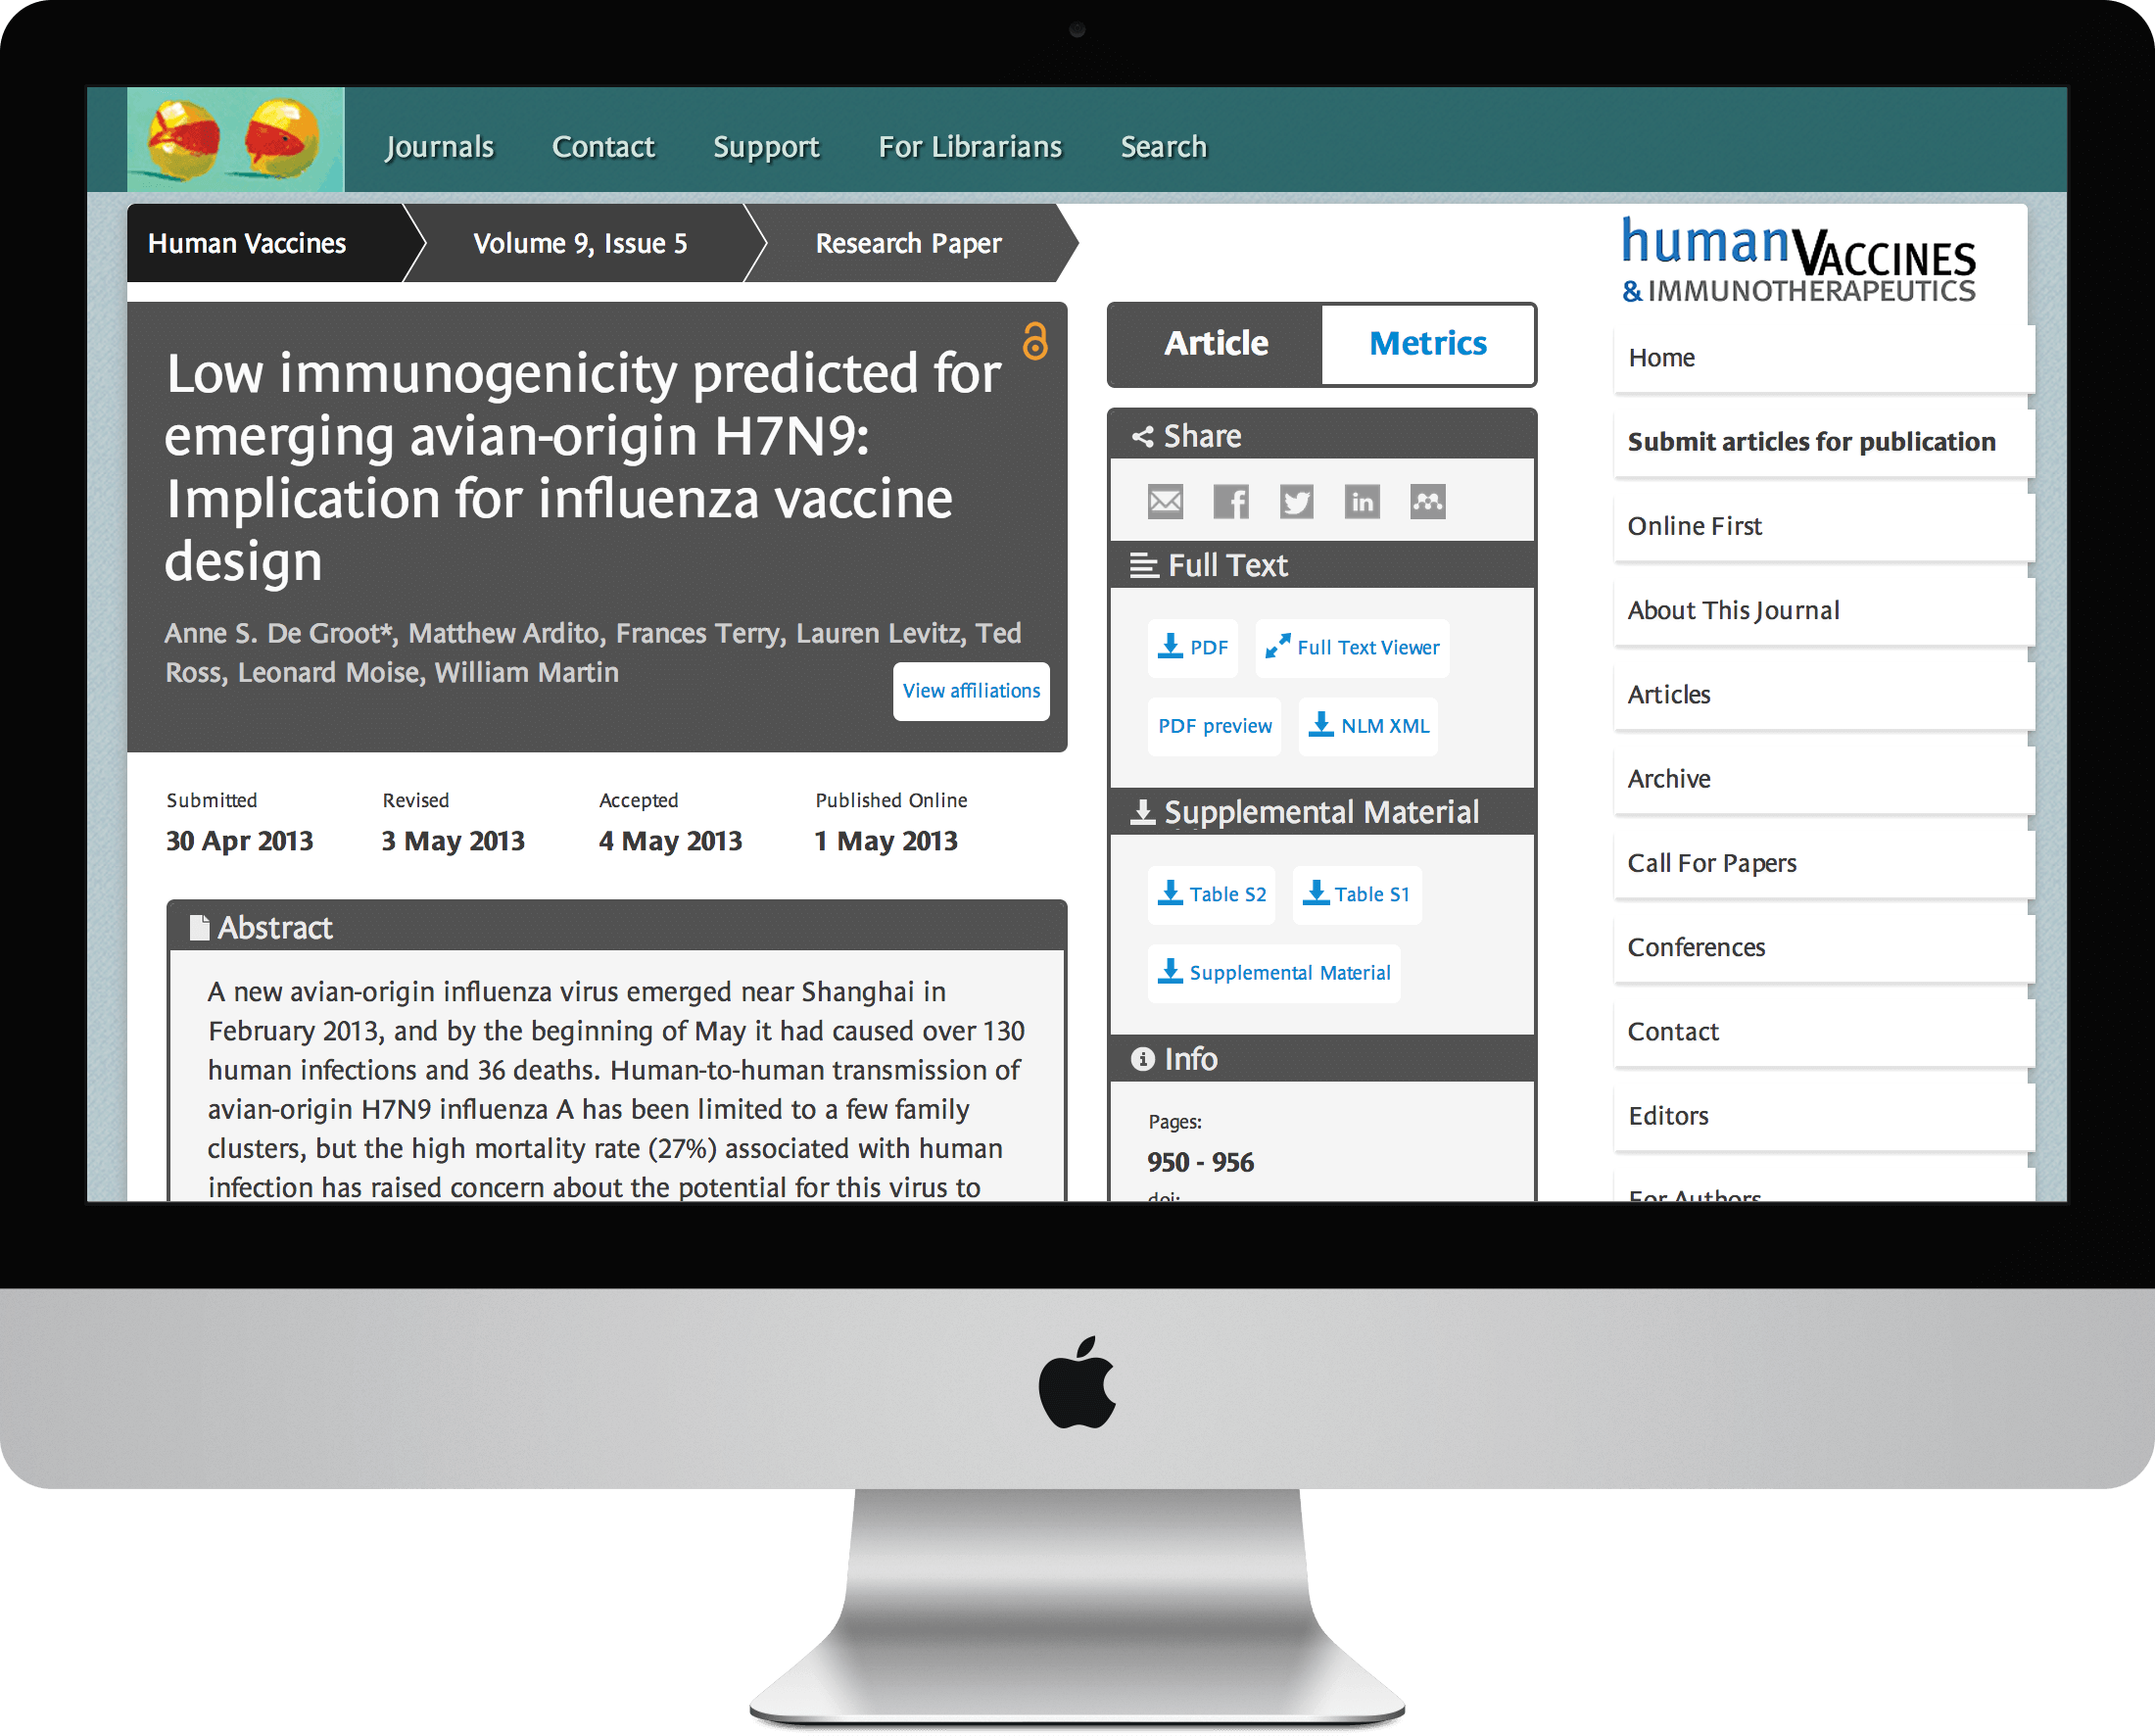 Journals Contact Support For Librarians Search
Human Vaccines Volume 9, Issue 5 Research Paper
Low immunogenicity predicted for
emerging avian-origin H7N9:
Implication for influenza vaccine
design
Anne S. De Groot*, Matthew Ardito, Frances Terry, Lauren Levitz, Ted
Ross, Leonard Moise, William Martin
View affiliations
Submitted Revised Accepted Published Online
30 Apr 2013 3 May 2013 4 May 2013 1 May 2013
Abstract
A new avian-origin influenza virus emerged near Shanghai in
February 2013, and by the beginning of May it had caused over 130
human infections and 36 deaths. Human-to-human transmission of
avian-origin H7N9 influenza A has been limited to a few family
clusters, but the high mortality rate (27%) associated with human
infection has raised concern about the potential for this virus to
Article Metrics
Share
in
Full Text
PDF Full Text Viewer
PDF preview NLM XML
Supplemental Material
Table S2 Table S1
Supplemental Material
Info
Pages:
950 - 956
doi:
human VACCINES
& IMMUNOTHERAPEUTICS
Home
Submit articles for publication
Online First
About This Journal
Articles
Archive
Call For Papers
Conferences
Contact
Editors
For Authors